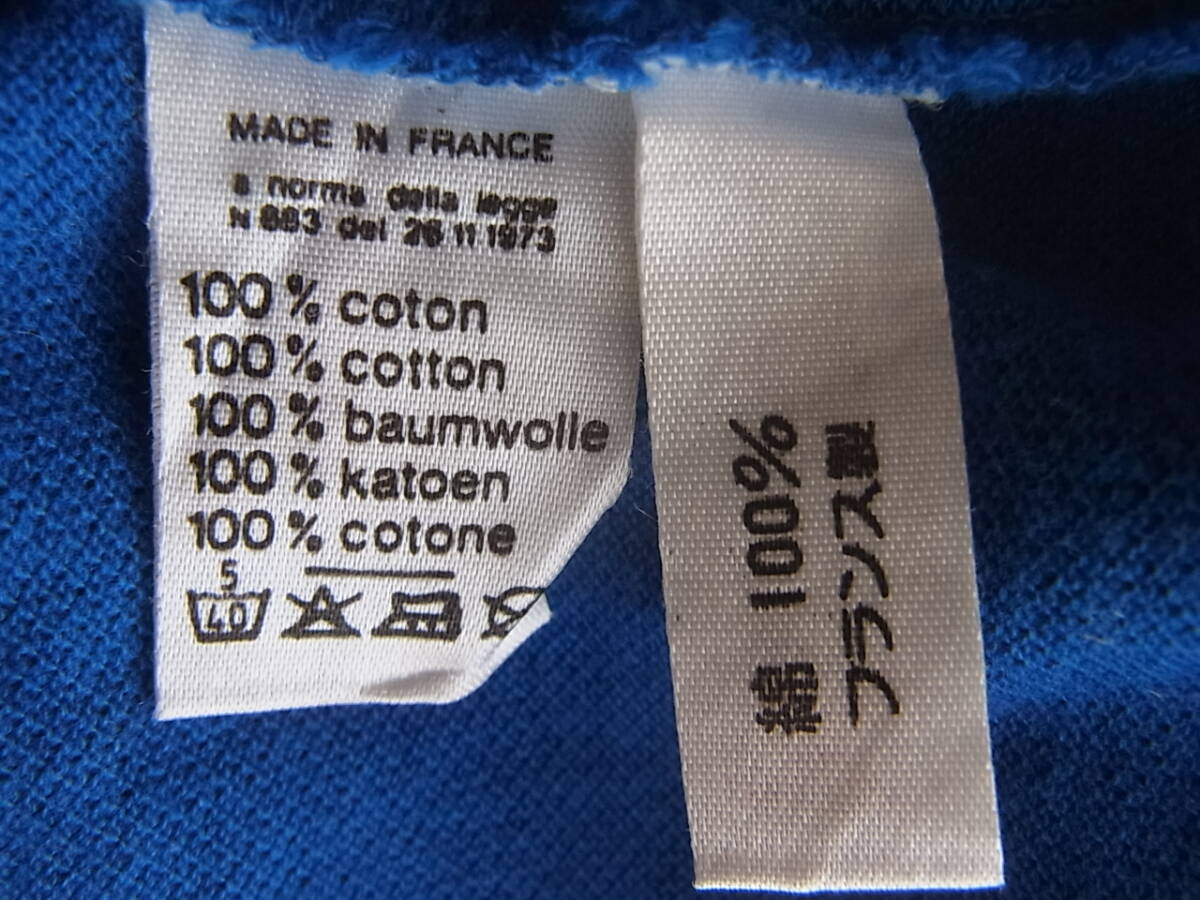 MADE IN FRANCE
a norma della legge
N 883 del 26 11 1973
100% coton
100% cotton
100% baumwolle
100% katoen
100% cotone
5
40
綿 100%
フランス製